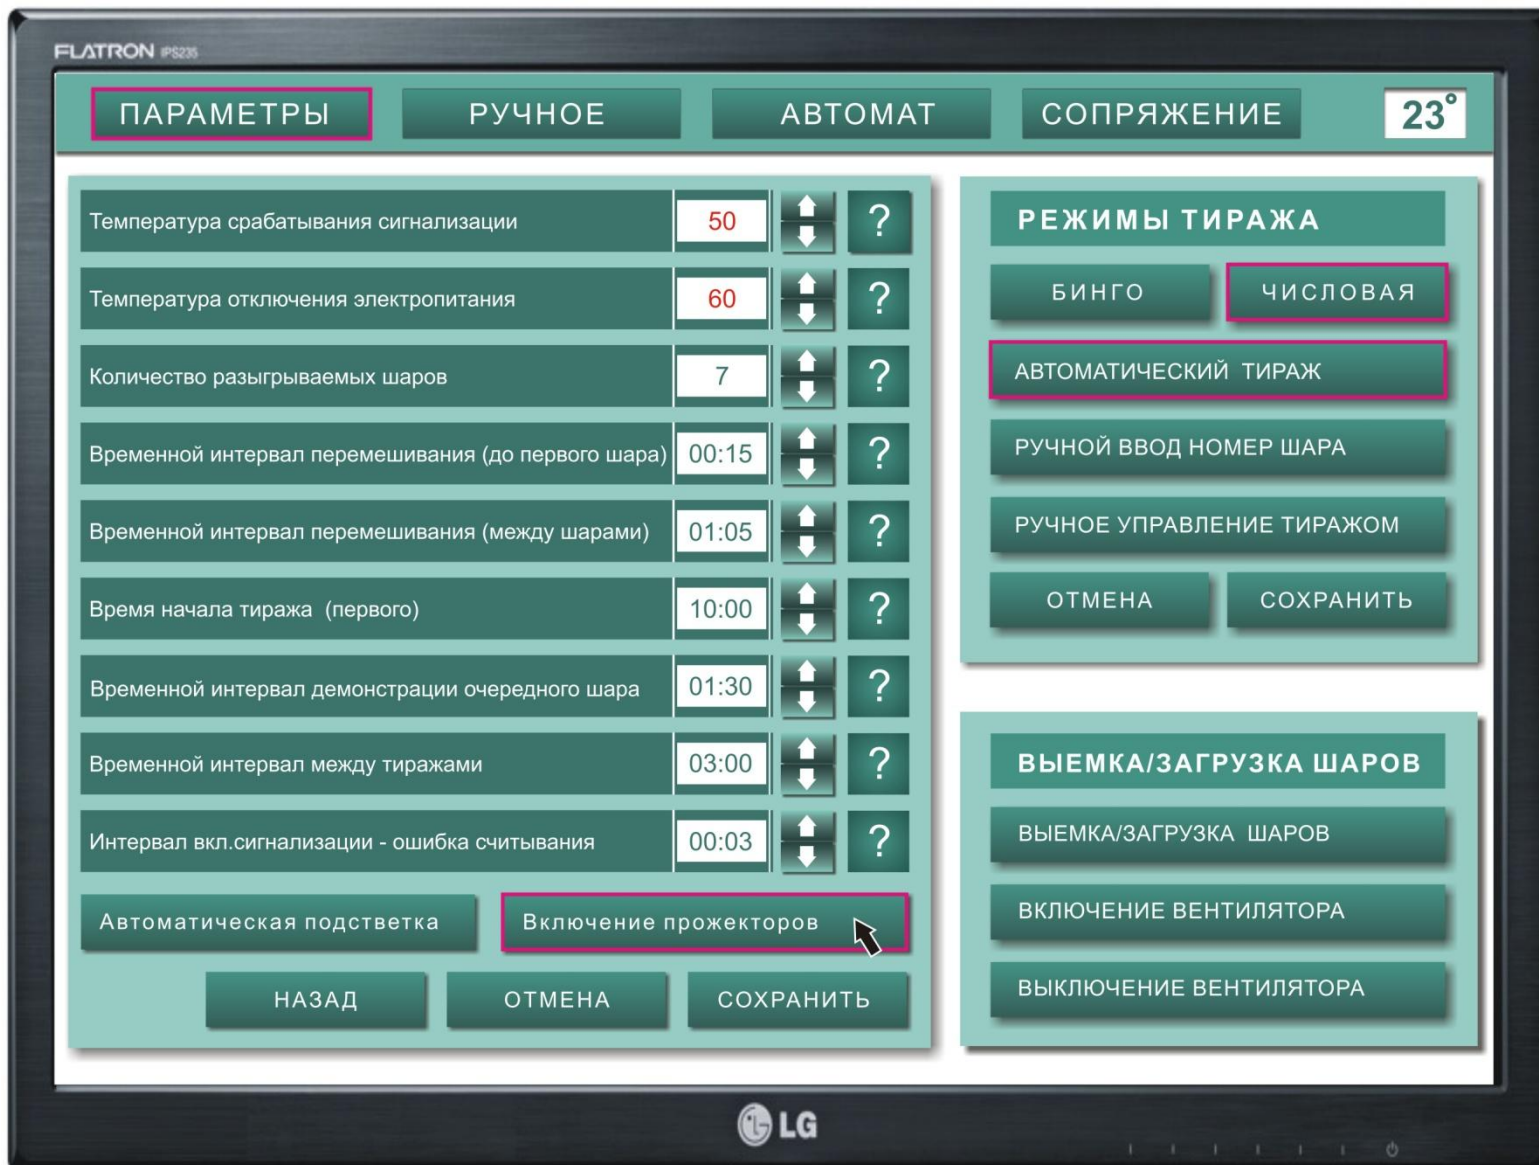 FLATRON IPS235
ПАРАМЕТРЫ РУЧНОЕ АВТОМАТ СОПРЯЖЕНИЕ 23°
Температура срабатывания сигнализации 50 ?
Температура отключения электропитания 60 ?
Количество разыгрываемых шаров 7 ?
Временной интервал перемешивания (до первого шара) 00:15 ?
Временной интервал перемешивания (между шарами) 01:05 ?
Время начала тиража (первого) 10:00 ?
Временной интервал демонстрации очередного шара 01:30 ?
Временной интервал между тиражами 03:00 ?
Интервал вкл.сигнализации - ошибка считывания 00:03 ?
Автоматическая подстветка Включение прожекторов
НАЗАД ОТМЕНА СОХРАНИТЬ
РЕЖИМЫ ТИРАЖА
БИНГО ЧИСЛОВАЯ
АВТОМАТИЧЕСКИЙ ТИРАЖ
РУЧНОЙ ВВОД НОМЕР ШАРА
РУЧНОЕ УПРАВЛЕНИЕ ТИРАЖОМ
ОТМЕНА СОХРАНИТЬ
ВЫЕМКА/ЗАГРУЗКА ШАРОВ
ВЫЕМКА/ЗАГРУЗКА ШАРОВ
ВКЛЮЧЕНИЕ ВЕНТИЛЯТОРА
ВЫКЛЮЧЕНИЕ ВЕНТИЛЯТОРА
LG